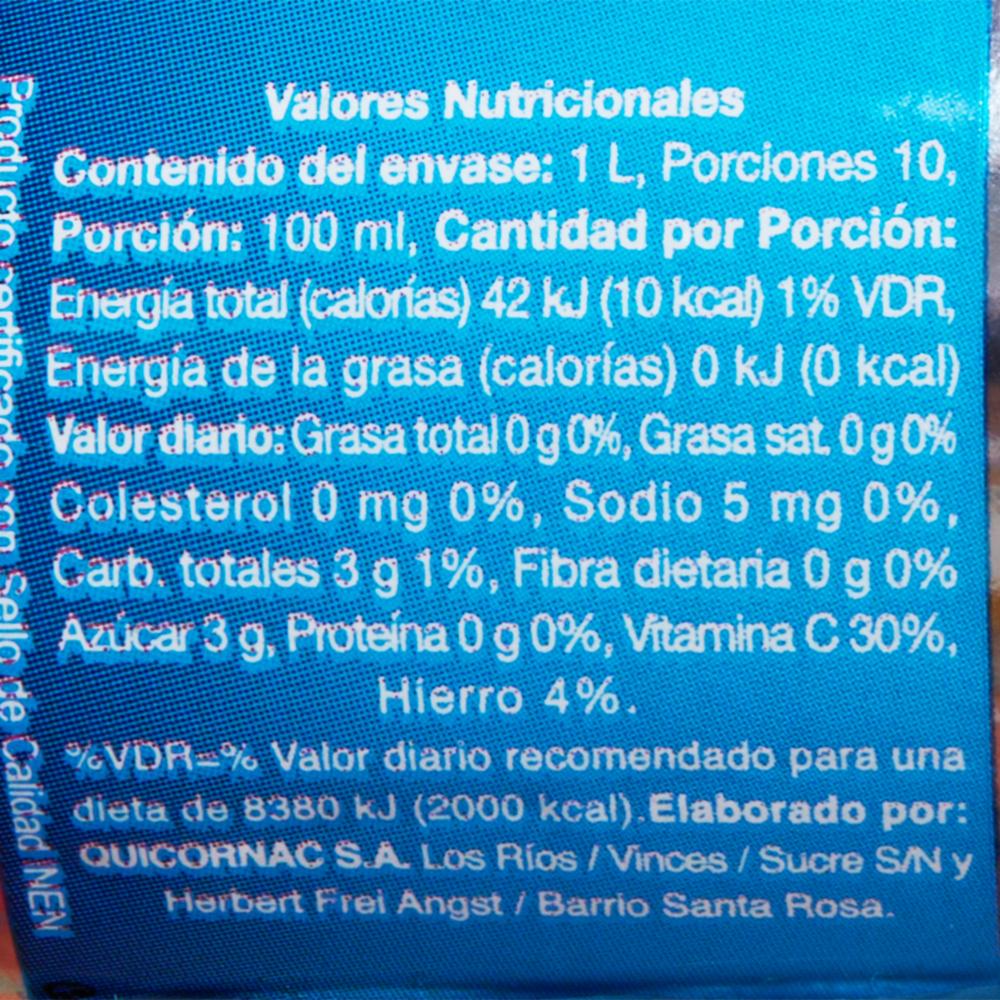 Valores Nutricionales
Contenido del envase: 1 L, Porciones 10,
Porción: 100 ml, Cantidad por Porción:
Energía total (calorías) 42 kJ (10 kcal) 1% VDR,
Energía de la grasa (calorías) 0 kJ (0 kcal)
Valor diario: Grasa total 0 g 0%, Grasa sat. 0 g 0%
Colesterol 0 mg 0%, Sodio 5 mg 0%,
Carb. totales 3 g 1%, Fibra dietaria 0 g 0%
Azúcar 3 g, Proteína 0 g 0%, Vitamina C 30%,
Hierro 4%.
%VDR=% Valor diario recomendado para una
dieta de 8380 kJ (2000 kcal). Elaborado por:
QUICORNAC S.A. Los Ríos / Vinces / Sucre S/N y
Herbert Frei Angst / Barrio Santa Rosa.
Producto certificado con Sello de Calidad INEN